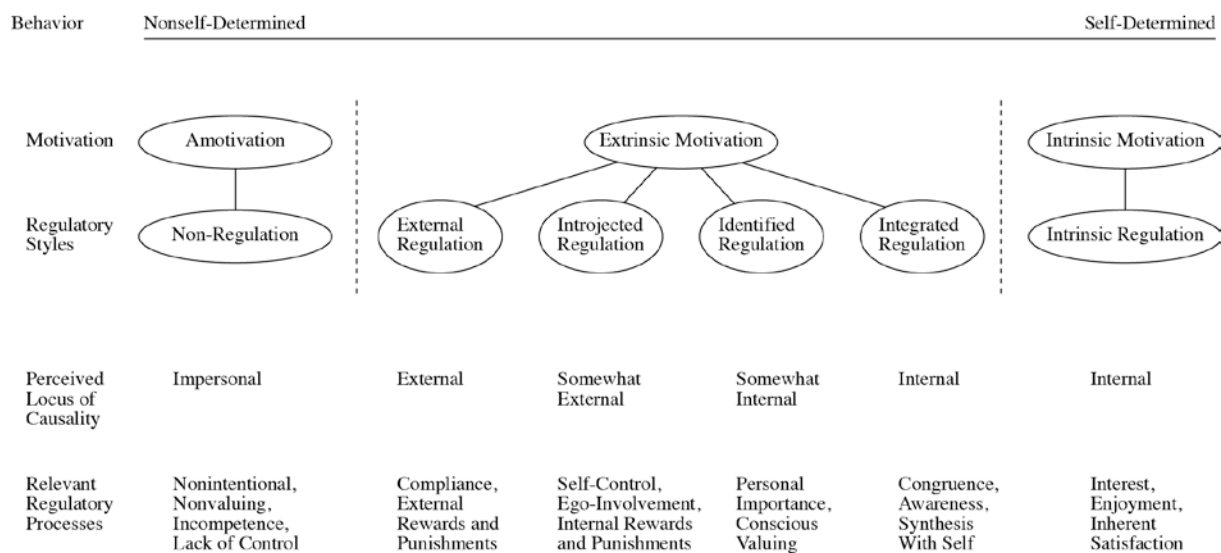 Behavior Nonself-Determined Self-Determined
Motivation Amotivation Extrinsic Motivation Intrinsic Motivation
Regulatory
Styles
Non-Regulation
External
Regulation
Introjected
Regulation
Identified
Regulation
Integrated
Regulation
Intrinsic Regulation
Perceived
Locus of
Causality
Impersonal
External
Somewhat
External
Somewhat
Internal
Internal
Internal
Relevant
Regulatory
Processes
Nonintentional,
Nonvaluing,
Incompetence,
Lack of Control
Compliance,
External
Rewards and
Punishments
Self-Control,
Ego-Involvement,
Internal Rewards
and Punishments
Personal
Importance,
Conscious
Valuing
Congruence,
Awareness,
Synthesis
With Self
Interest,
Enjoyment,
Inherent
Satisfaction